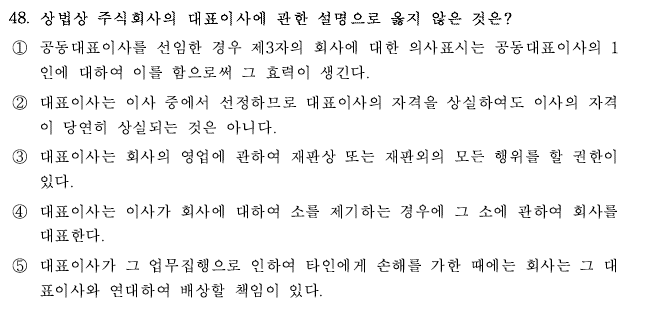 48. 상법상 주식회사의 대표이사에 관한 설명으로 옳지 않은 것은?
① 공동대표이사를 선임한 경우 제3자의 회사에 대한 의사표시는 공동대표이사의 1
인에 대하여 이를 함으로써 그 효력이 생긴다.
② 대표이사는 이사 중에서 선정하므로 대표이사의 자격을 상실하여도 이사의 자격
이 당연히 상실되는 것은 아니다.
③ 대표이사는 회사의 영업에 관하여 재판상 또는 재판외의 모든 행위를 할 권한이
있다.
④ 대표이사는 이사가 회사에 대하여 소를 제기하는 경우에 그 소에 관하여 회사를
대표한다.
⑤ 대표이사가 그 업무집행으로 인하여 타인에게 손해를 가한 때에는 회사는 그 대
표이사와 연대하여 배상할 책임이 있다.